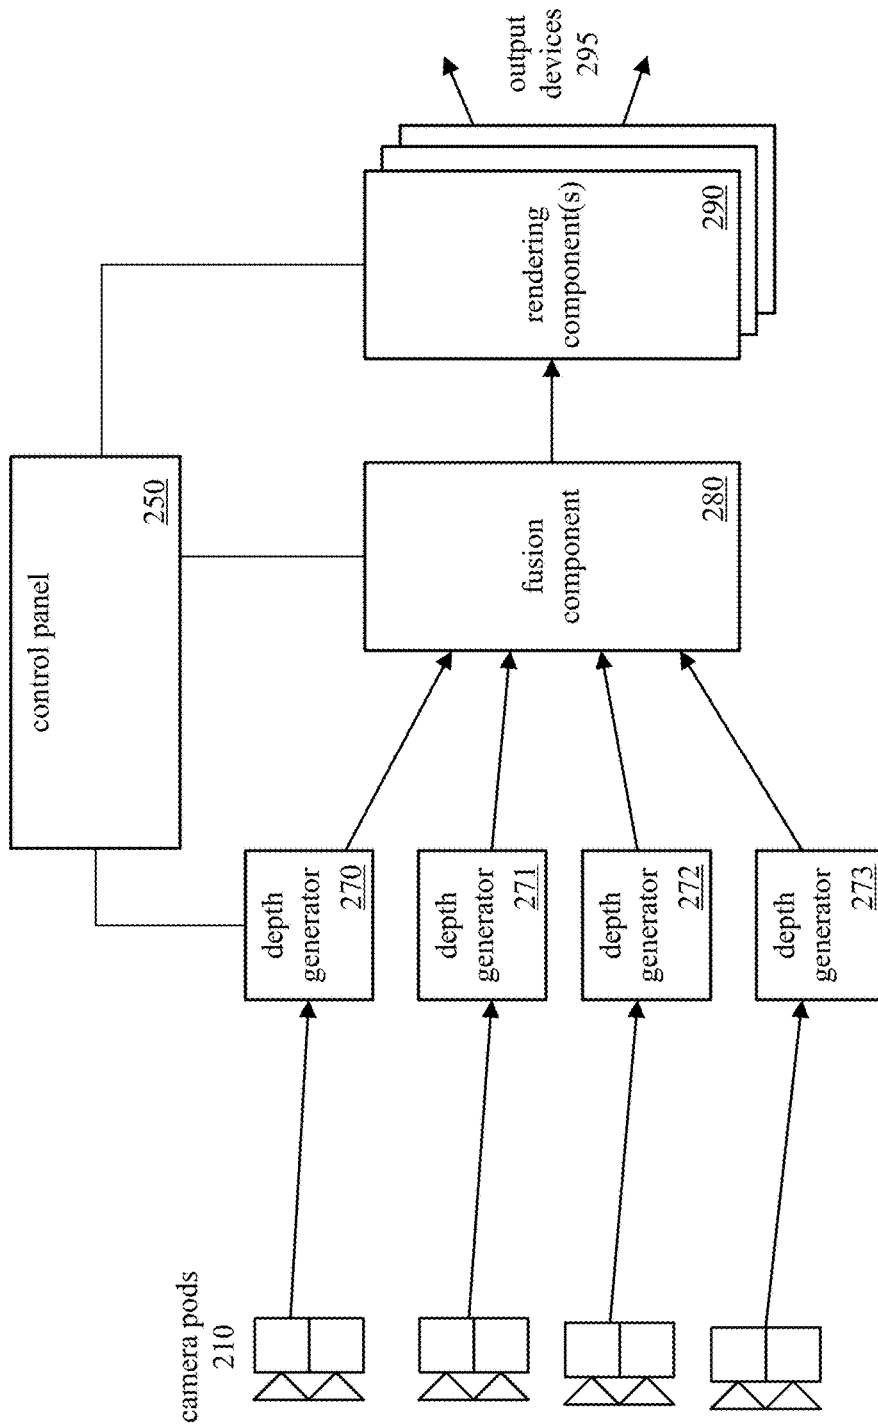 camera pods
210
control panel
250
depth
generator
270
depth
generator
271
depth
generator
272
depth
generator
273
fusion
component
280
rendering
component(s)
290
output
devices
295